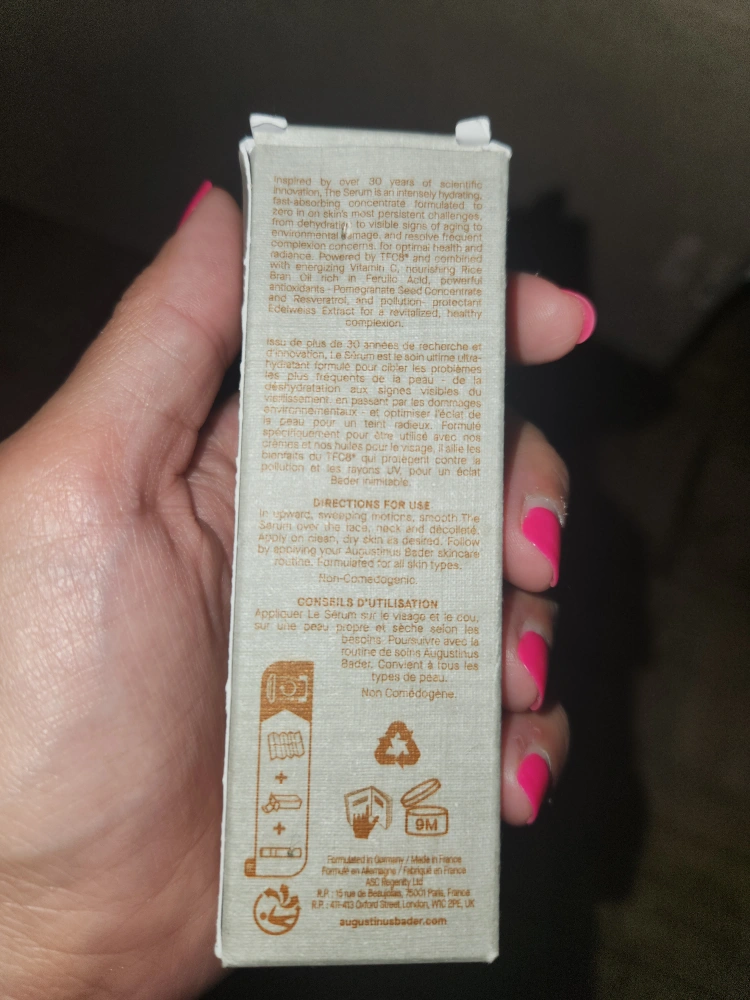 Inspired by over 30 years of scientific
innovation, The Serum is an intensely hydrating,
fast-absorbing concentrate formulated to
zero in on skin's most persistent challenges,
from dehydration to visible signs of aging to
environmental damage, and resolve frequent
complexion concerns, for optimal health and
radiance. Powered by TFC8® and combined
with energizing Vitamin C, nourishing Rice
Bran Oil rich in Ferulic Acid, powerful
antioxidants - Pomegranate Seed Concentrate
and Resveratrol, and pollution- protectant
Edelweiss Extract for a revitalized, healthy
complexion.
Issu de plus de 30 années de recherche et
d'innovation, Le Sérum est le soin ultime ultra-
hydratant formulé pour cibler les problèmes
les plus fréquents de la peau - de la
déshydratation aux signes visibles du
vieillissement, en passant par les dommages
environnementaux - et optimiser l'éclat de
la peau pour un teint radieux. Formulé
spécifiquement pour être utilisé avec nos
crèmes et nos huiles pour le visage, il allie les
bienfaits du TFC8® qui protègent contre la
pollution et les rayons UV, pour un éclat
Bader inimitable.
DIRECTIONS FOR USE
In upward, sweeping motions, smooth The
Serum over the face, neck and décolleté.
Apply on clean, dry skin as desired. Follow
by applying your Augustinus Bader skincare
routine. Formulated for all skin types.
Non-Comedogenic.
CONSEILS D'UTILISATION
Appliquer Le Sérum sur le visage et le cou,
sur une peau propre et sèche selon les
besoins. Poursuivre avec la
routine de soins Augustinus
Bader. Convient à tous les
types de peau.
Non Comédogène.
+
+
9M
Formulated in Germany / Made in France
Formulé en Allemagne / Fabriqué en France
ASC Regenity Ltd
R.P. : 15 rue de Beaujolais, 75001 Paris, France
R.P. : 411-413 Oxford Street, London, W1C 2PE, UK
augustinusbader.com